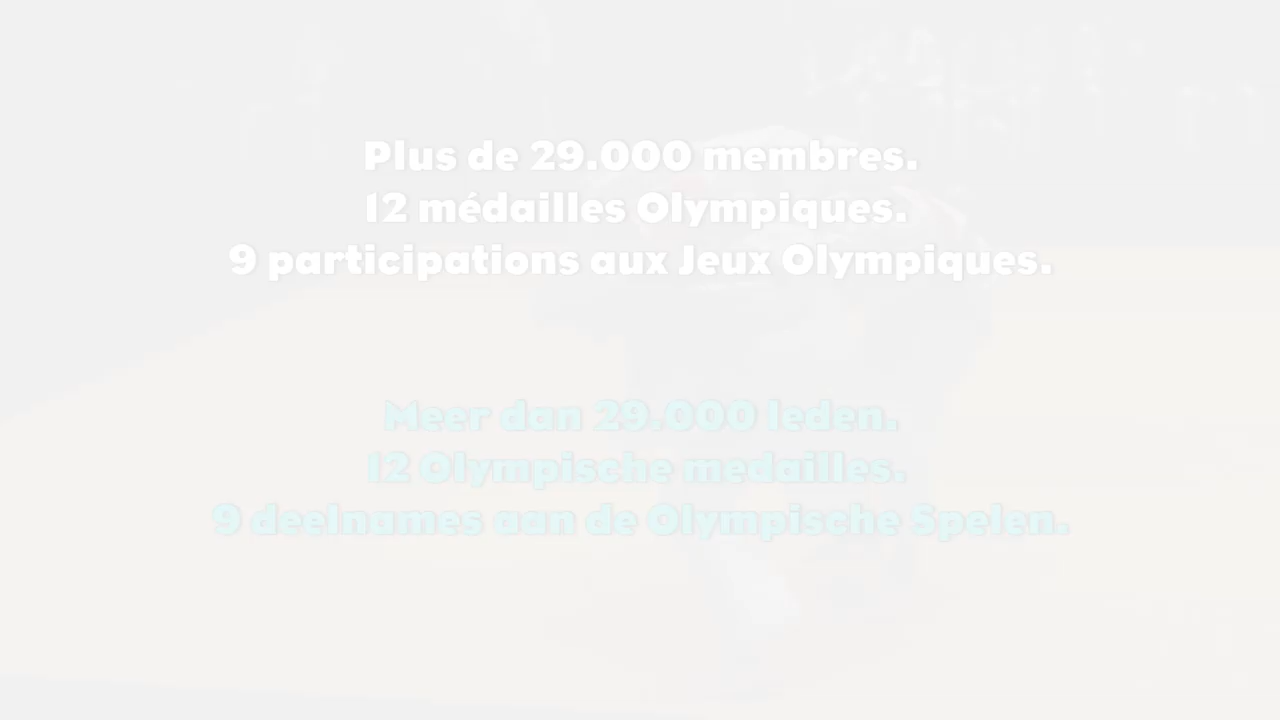 Plus de 29.000 membres.
12 médailles Olympiques.
9 participations aux Jeux Olympiques.
Meer dan 29.000 leden.
12 Olympische medailles.
9 deelnames aan de Olympische Spelen.